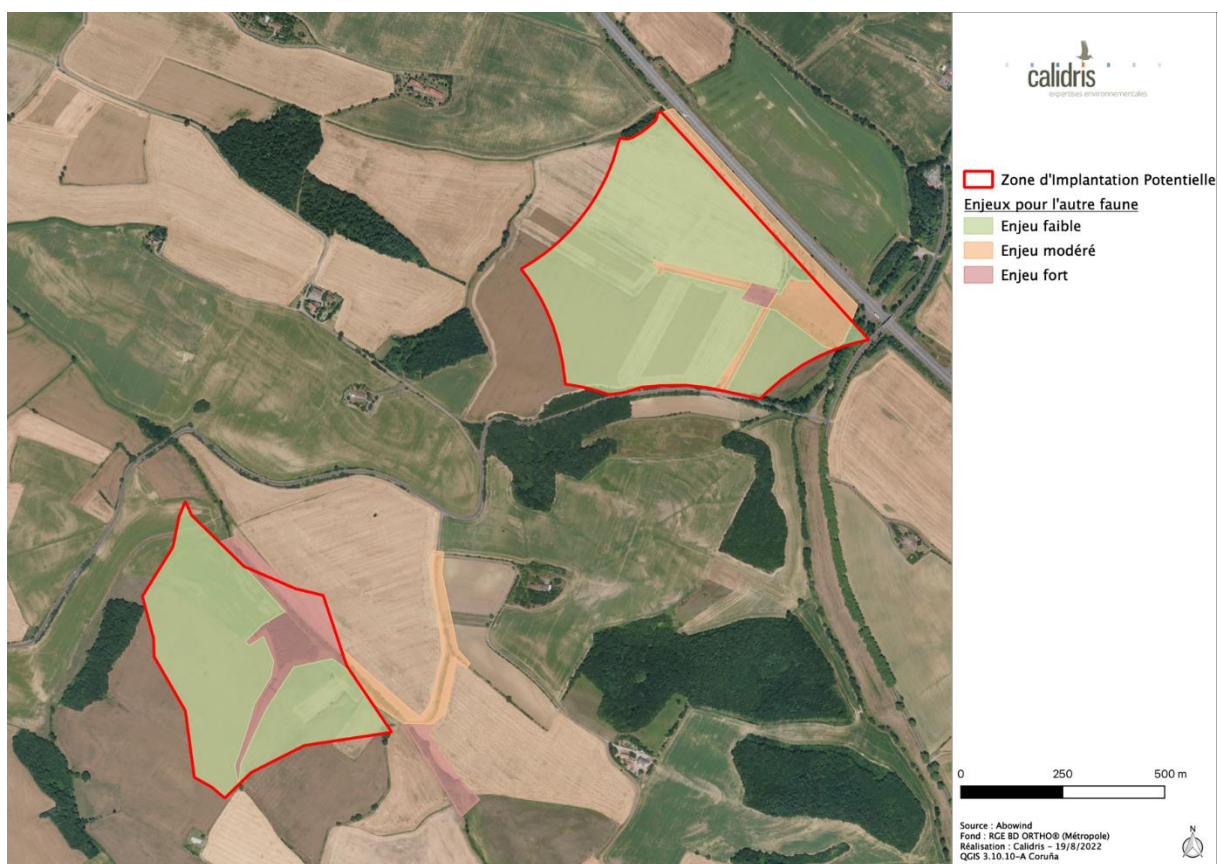 calidris
expertises environnementales
Zone d'Implantation Potentielle
Enjeux pour l'autre faune
Enjeu faible
Enjeu modéré
Enjeu fort
0 250 500 m
Source : Abowind
Fond : RGE BD ORTHO® (Métropole)
Réalisation : Calidris - 19/8/2022
QGIS 3.10.10-A Coruña
N